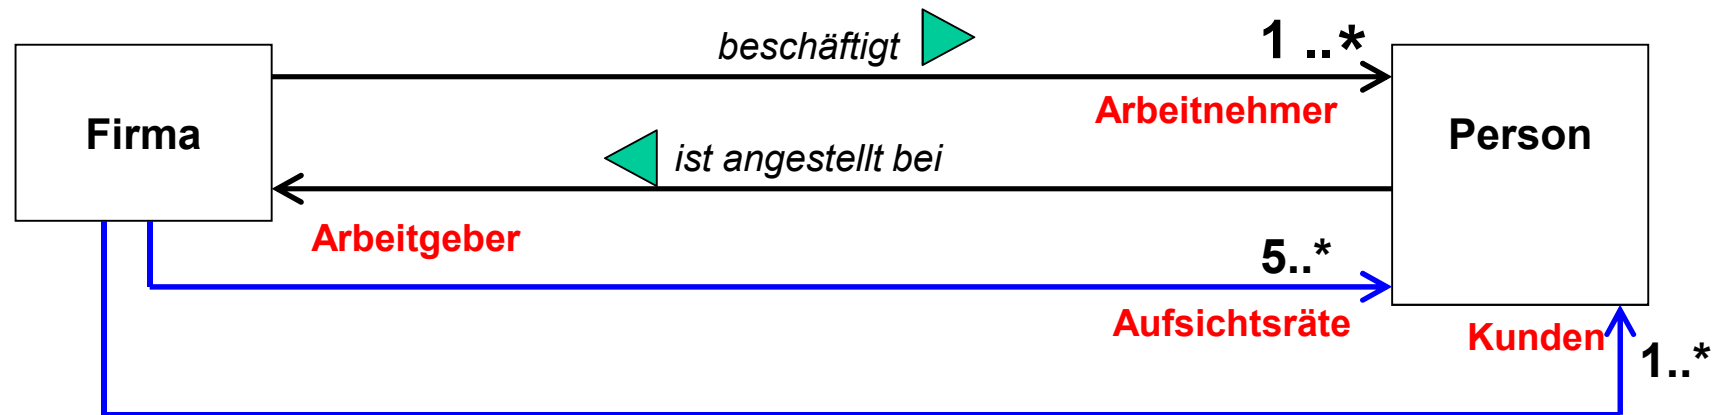 beschäftigt
1 ..*
Arbeitnehmer
Firma
Person
ist angestellt bei
Arbeitgeber
5..*
Aufsichtsräte
Kunden
1..*